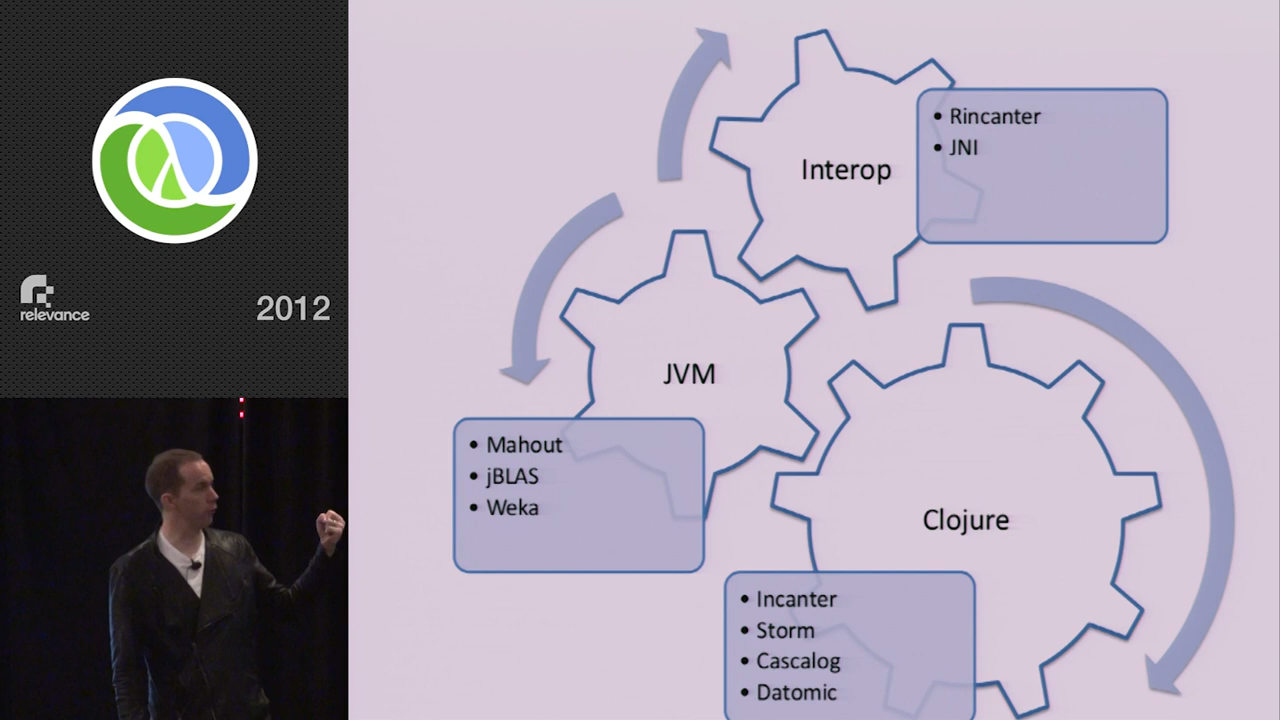 relevance
2012
Interop
• Rincanter
• JNI
JVM
• Mahout
• jBLAS
• Weka
Clojure
• Incanter
• Storm
• Cascalog
• Datomic